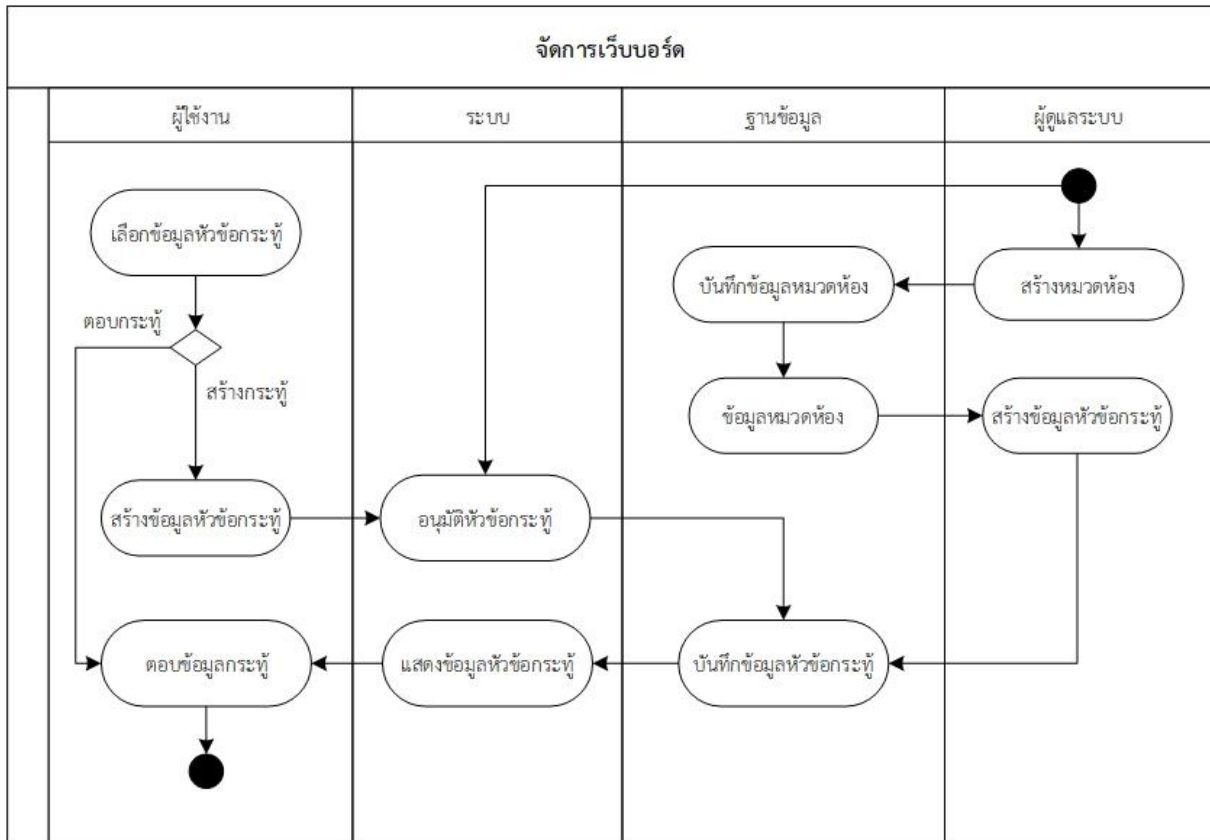 จัดการเว็บบอร์ด
ผู้ใช้งาน
ระบบ
ฐานข้อมูล
ผู้ดูแลระบบ
เลือกข้อมูลหัวข้อกระทู้
บันทึกข้อมูลหมวดห้อง
สร้างหมวดห้อง
ตอบกระทู้
สร้างกระทู้
ข้อมูลหมวดห้อง
สร้างข้อมูลหัวข้อกระทู้
สร้างข้อมูลหัวข้อกระทู้
อนุมัติหัวข้อกระทู้
ตอบข้อมูลกระทู้
แสดงข้อมูลหัวข้อกระทู้
บันทึกข้อมูลหัวข้อกระทู้